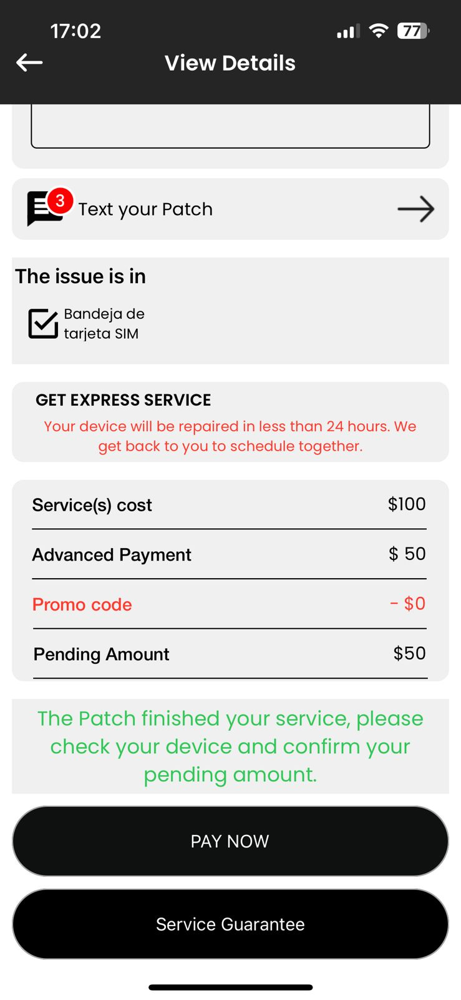 17:02
77
View Details
3
Text your Patch
The issue is in
Bandeja de
tarjeta SIM
GET EXPRESS SERVICE
Your device will be repaired in less than 24 hours. We
get back to you to schedule together.
Service(s) cost $100
Advanced Payment $ 50
Promo code - $0
Pending Amount $50
The Patch finished your service, please
check your device and confirm your
pending amount.
PAY NOW
Service Guarantee